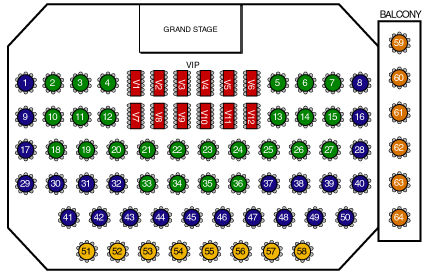 BALCONY
GRAND STAGE
VIP
59
1 2 3 4 V1 V2 V3 V4 V5 V6 5 6 7 8
60
9 10 11 12 V7 V8 V9 V10 V11 V12 13 14 15 16
61
17 18 19 20 21 22 23 24 25 26 27 28
62
29 30 31 32 33 34 35 36 37 38 39 40
63
41 42 43 44 45 46 47 48 49 50
64
51 52 53 54 55 56 57 58